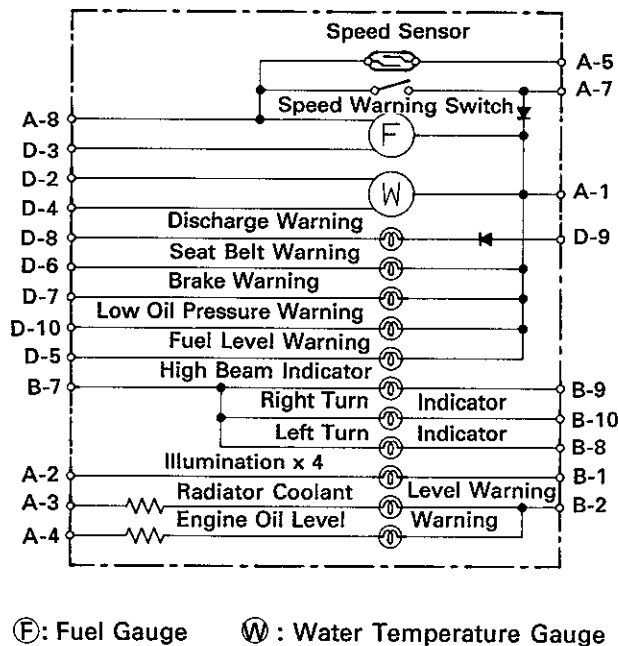 Speed Sensor
A-5
A-7
Speed Warning Switch
A-8
F
D-3
D-2
A-1
W
D-4
Discharge Warning
D-8
D-9
Seat Belt Warning
D-6
Brake Warning
D-7
Low Oil Pressure Warning
D-10
Fuel Level Warning
D-5
High Beam Indicator
B-7
B-9
Right Turn Indicator
B-10
Left Turn Indicator
B-8
Illumination x 4
A-2
B-1
Radiator Coolant Level Warning
A-3
B-2
Engine Oil Level Warning
A-4
F: Fuel Gauge W: Water Temperature Gauge